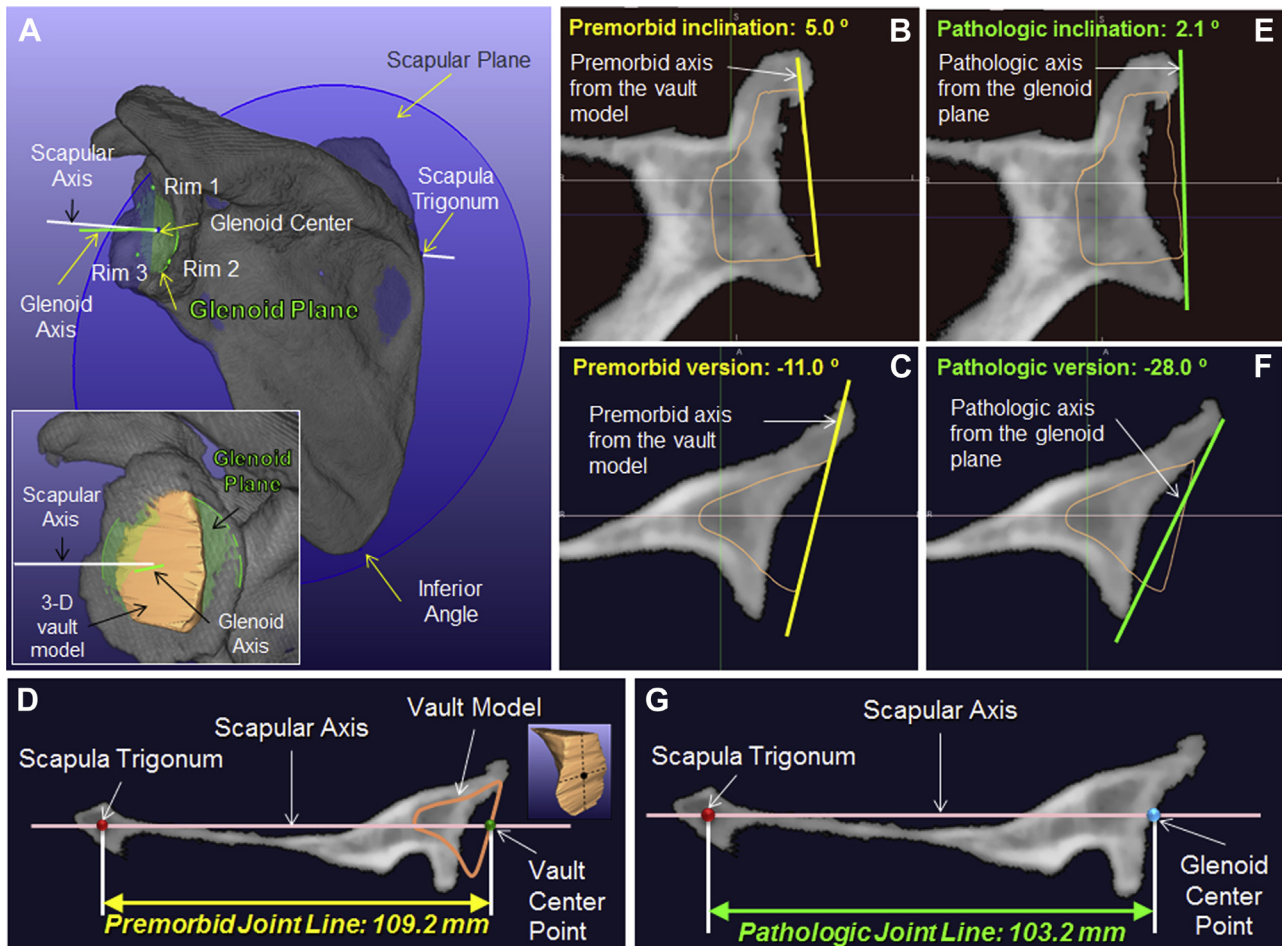 A
Scapular Plane
Scapular
Axis
Rim 1
Scapula
Trigonum
Glenoid Center
Rim 3
Rim 2
Glenoid
Axis
Glenoid Plane
Inferior
Angle
Glenoid
Plane
Scapular
Axis
3-D
vault
model
Glenoid
Axis
B
Premorbid inclination: 5.0 º
Premorbid axis
from the vault
model
S
I
E
Pathologic inclination: 2.1 º
Pathologic axis
from the glenoid
plane
S
I
C
Premorbid version: -11.0 º
Premorbid axis
from the vault
model
A
F
Pathologic version: -28.0 º
Pathologic axis
from the glenoid
plane
A
D
Vault Model
Scapular Axis
Scapula Trigonum
Vault
Center
Point
Premorbid Joint Line: 109.2 mm
G
Scapular Axis
Scapula
Trigonum
Glenoid
Center
Point
Pathologic Joint Line: 103.2 mm